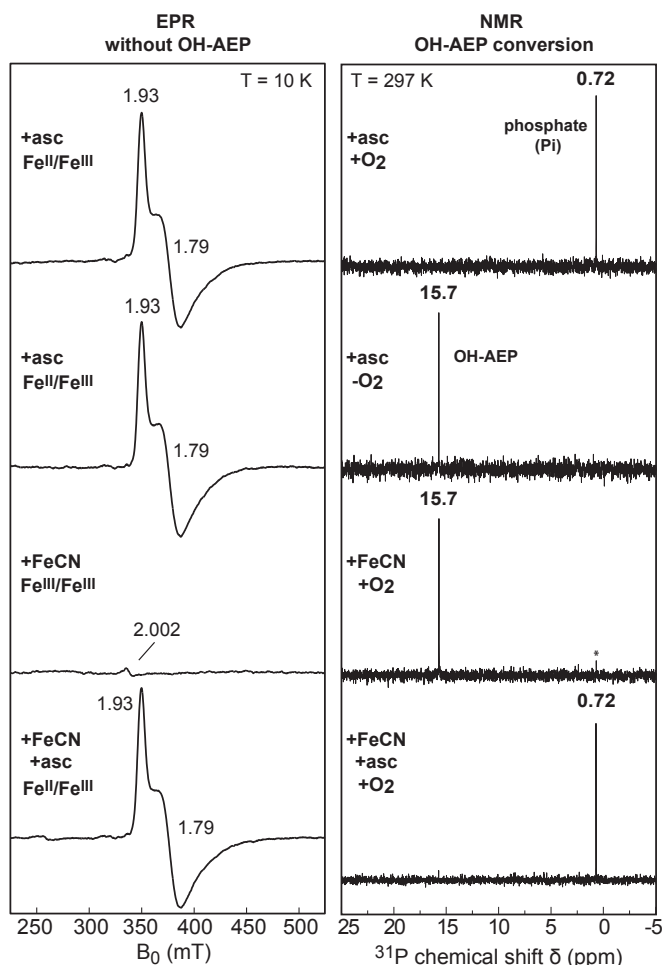 EPR
without OH-AEP
NMR
OH-AEP conversion
T = 10 K
1.93
+asc
Feᴵᴵ/Feᴵᴵᴵ
1.79
T = 297 K
0.72
+asc
+O2
phosphate
(Pi)
1.93
+asc
Feᴵᴵ/Feᴵᴵᴵ
1.79
15.7
+asc
-O2
OH-AEP
+FeCN
Feᴵᴵᴵ/Feᴵᴵᴵ
2.002
15.7
+FeCN
+O2
*
1.93
+FeCN
+asc
Feᴵᴵ/Feᴵᴵᴵ
1.79
0.72
+FeCN
+asc
+O2
250 300 350 400 450 500
B₀ (mT)
25 20 15 10 5 0 -5
³¹P chemical shift δ (ppm)